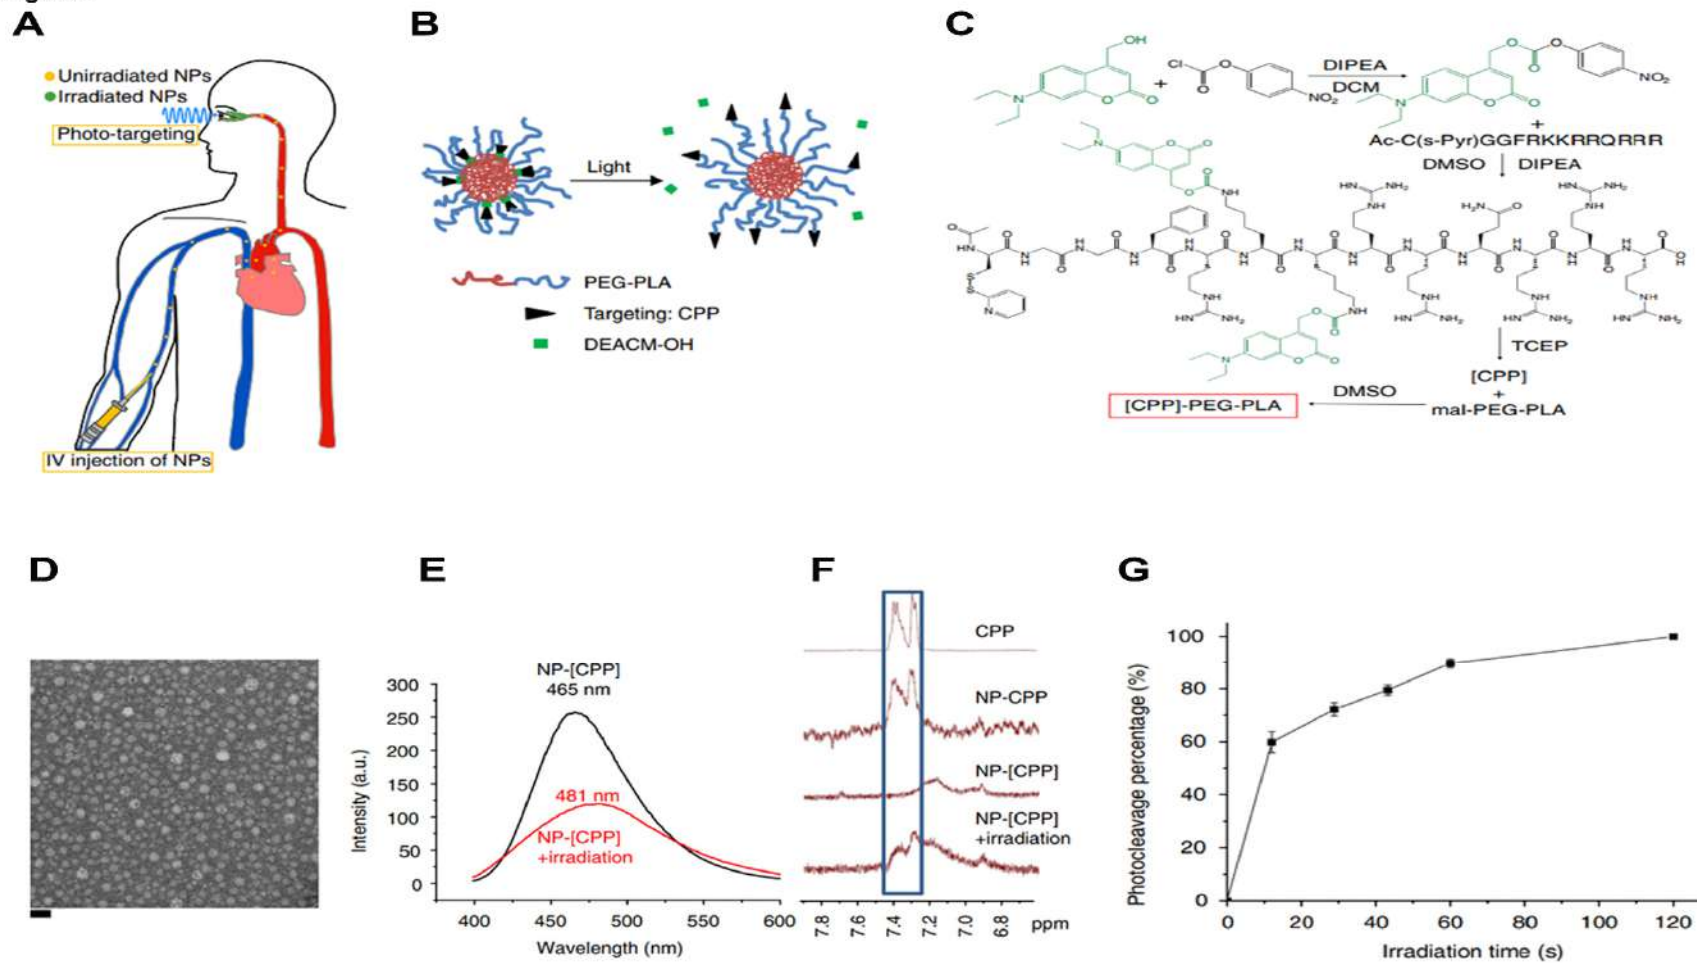 A
Unirradiated NPs
Irradiated NPs
Photo-targeting
IV injection of NPs
B
Light
PEG-PLA
Targeting: CPP
DEACM-OH
C
OH
N
O
O
+
Cl
O
O
NO₂
DIPEA
DCM
O
O
O
NO₂
N
O
O
+
Ac-C(s-Pyr)GGFRKKRRQRRR
DMSO
DIPEA
TCEP
[CPP]
+
mal-PEG-PLA
DMSO
[CPP]-PEG-PLA
D
E
NP-[CPP]
465 nm
481 nm
NP-[CPP]
+irradiation
300
250
200
150
100
50
0
400
450
500
550
600
Intensity (a.u.)
Wavelength (nm)
F
CPP
NP-CPP
NP-[CPP]
NP-[CPP]
+irradiation
7.8
7.6
7.4
7.2
7.0
6.8
ppm
G
100
80
60
40
20
0
0
20
40
60
80
100
120
Photocleavage percentage (%)
Irradiation time (s)